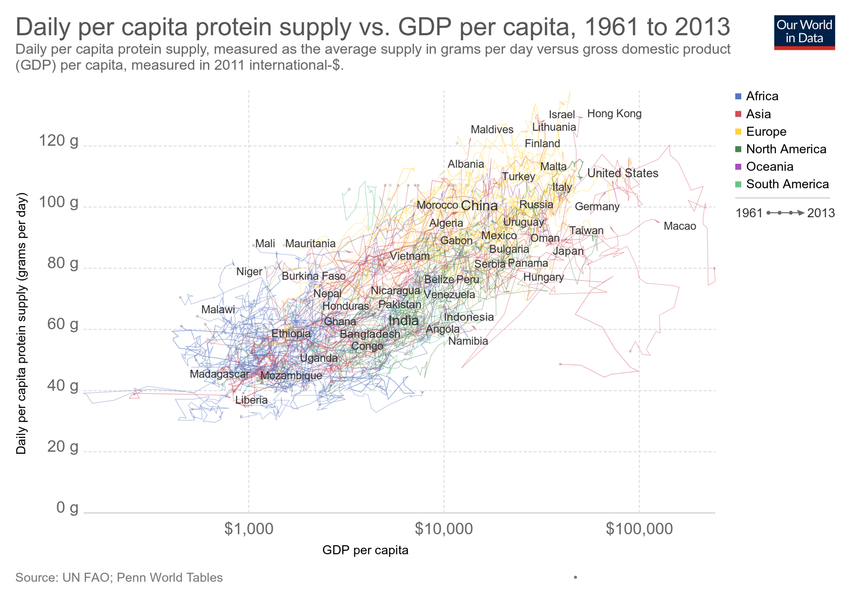 Daily per capita protein supply vs. GDP per capita, 1961 to 2013
Daily per capita protein supply, measured as the average supply in grams per day versus gross domestic product
(GDP) per capita, measured in 2011 international-$.
Our World
in Data
Africa
Asia
Europe
North America
Oceania
South America
1961 2013
Daily per capita protein supply (grams per day)
120 g
100 g
80 g
60 g
40 g
20 g
0 g
Israel
Hong Kong
Maldives
Lithuania
Finland
Albania
Malta
Turkey
United States
Italy
Morocco
China
Russia
Germany
Algeria
Uruguay
Macao
Taiwan
Mali
Mauritania
Gabon
Mexico
Oman
Vietnam
Bulgaria
Japan
Niger
Burkina Faso
Serbia
Panama
Belize
Peru
Hungary
Nepal
Nicaragua
Venezuela
Malawi
Honduras
Pakistan
Ghana
India
Indonesia
Ethiopia
Bangladesh
Angola
Congo
Namibia
Uganda
Madagascar
Mozambique
Liberia
$1,000
$10,000
$100,000
GDP per capita
Source: UN FAO; Penn World Tables